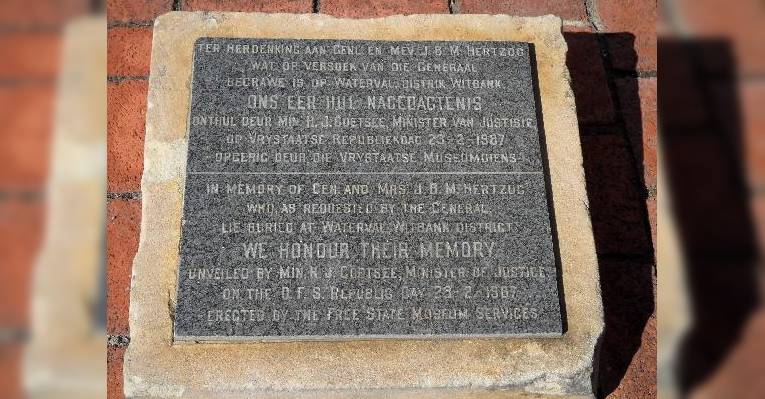 TER HERDENKING AAN GENL. EN MEV. J. B. M. HERTZOG
WAT OP VERSOEK VAN DIE GENERAAL
BEGRAWE IS OP WATERVAL, DISTRIK WITBANK.
ONS EER HUL NAGEDAGTENIS
ONTHUL DEUR MIN. H. J. COETSEE, MINISTER VAN JUSTISIE
OP VRYSTAATSE REPUBLIEKDAG 23-2-1987
OPGERIG DEUR DIE VRYSTAATSE MUSEUMDIENS
IN MEMORY OF GEN. AND MRS. J. B. M. HERTZOG
WHO, AS REQUESTED BY THE GENERAL,
LIE BURIED AT WATERVAL, WITBANK DISTRICT
WE HONOUR THEIR MEMORY
UNVEILED BY MIN. H. J. COETSEE, MINISTER OF JUSTICE
ON THE O. F. S. REPUBLIC DAY 23-2-1987
ERECTED BY THE FREE STATE MUSEUM SERVICES